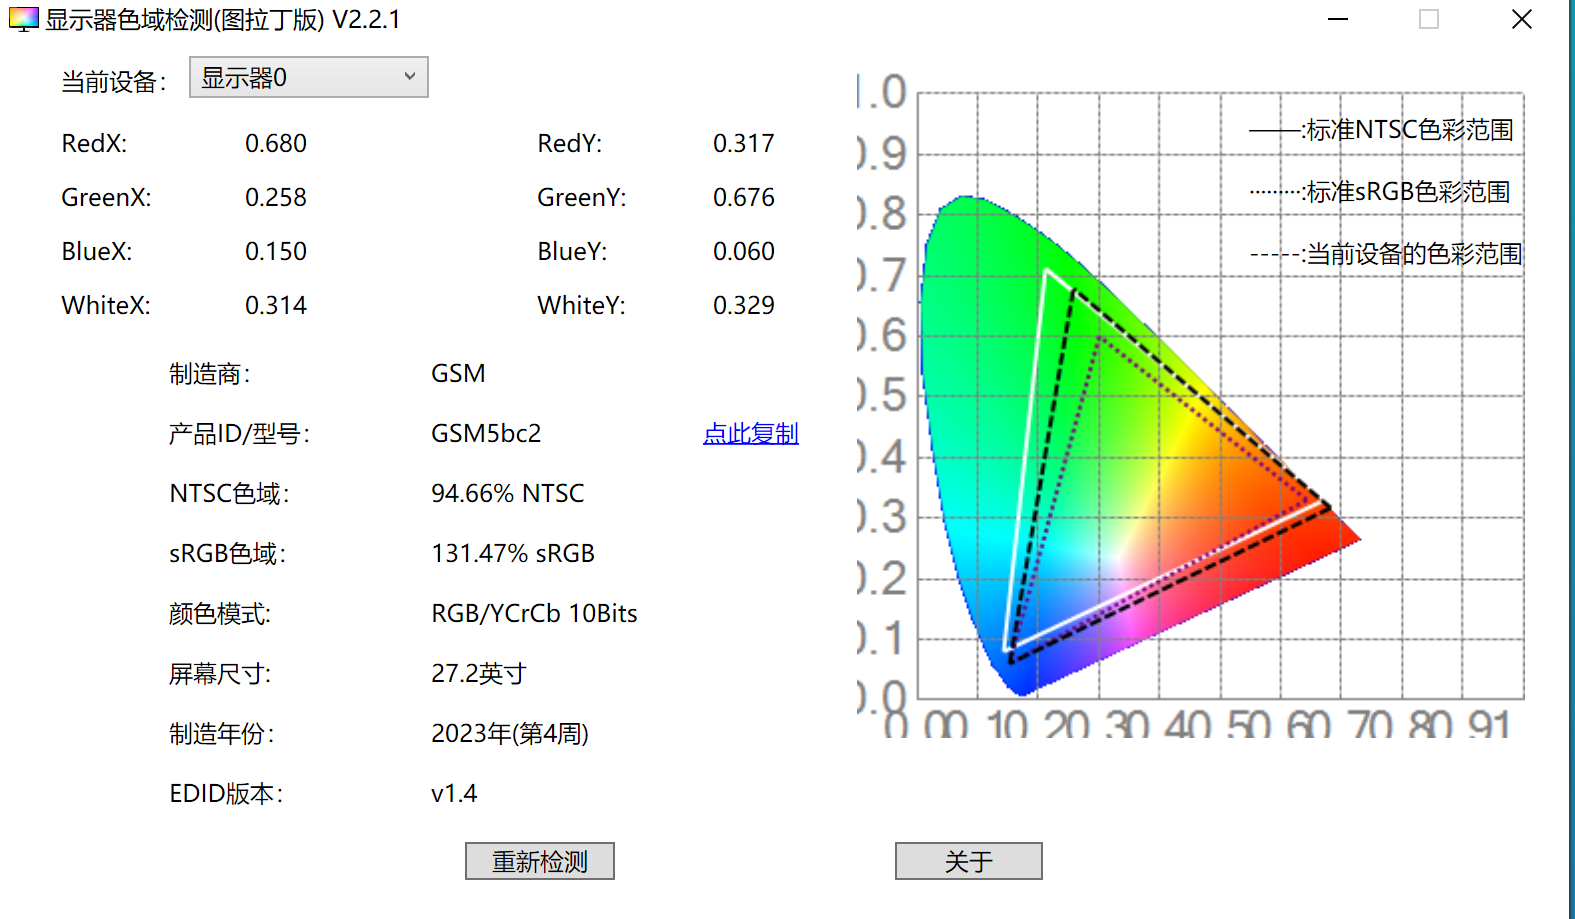 显示器色域检测(图拉丁版) V2.2.1
当前设备: 显示器0
RedX: 0.680 RedY: 0.317
GreenX: 0.258 GreenY: 0.676
BlueX: 0.150 BlueY: 0.060
WhiteX: 0.314 WhiteY: 0.329
制造商: GSM
产品ID/型号: GSM5bc2 点此复制
NTSC色域: 94.66% NTSC
sRGB色域: 131.47% sRGB
颜色模式: RGB/YCrCb 10Bits
屏幕尺寸: 27.2英寸
制造年份: 2023年(第4周)
EDID版本: v1.4
重新检测
关于
1.0
0.9
0.8
0.7
0.6
0.5
0.4
0.3
0.2
0.1
0.0
0 00 10 20 30 40 50 60 70 80 91
——:标准NTSC色彩范围
·········:标准sRGB色彩范围
-----:当前设备的色彩范围